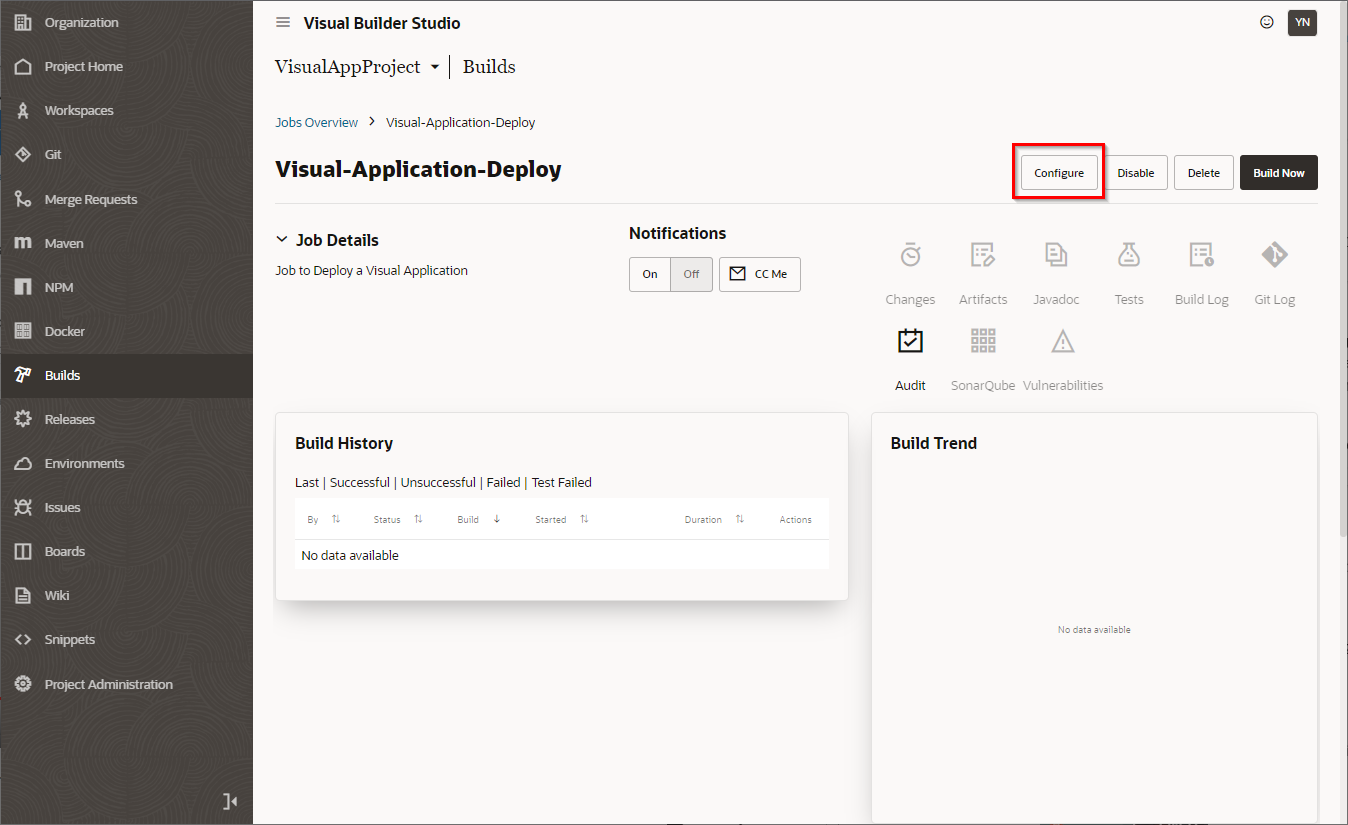 Organization
Project Home
Workspaces
Git
Merge Requests
Maven
NPM
Docker
Builds
Releases
Environments
Issues
Boards
Wiki
Snippets
Project Administration
Visual Builder Studio
YN
VisualAppProject | Builds
Jobs Overview > Visual-Application-Deploy
Visual-Application-Deploy
Configure Disable Delete Build Now
Job Details
Job to Deploy a Visual Application
Notifications
On Off CC Me
Changes Artifacts Javadoc Tests Build Log Git Log
Audit SonarQube Vulnerabilities
Build History
Last | Successful | Unsuccessful | Failed | Test Failed
By Status Build Started Duration Actions
No data available
Build Trend
No data available